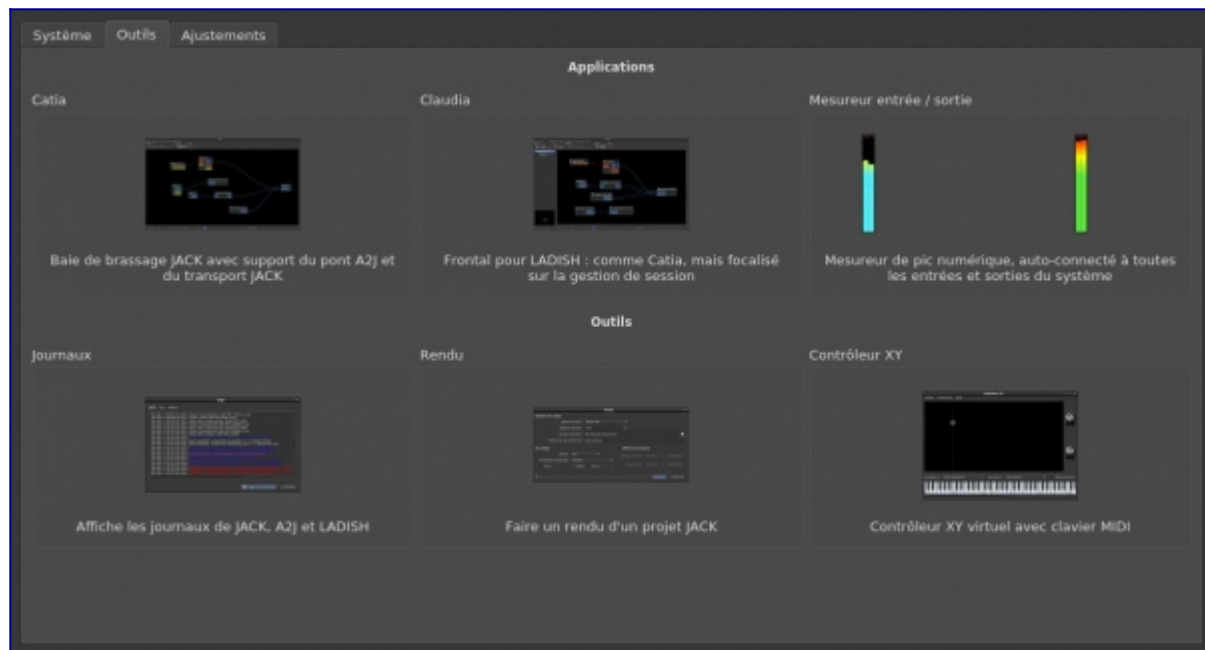 Système Outils Ajustements
Applications
Catia Claudia Mesureur entrée / sortie
Baie de brassage JACK avec support du pont A2J et
du transport JACK
Frontal pour LADISH : comme Catia, mais focalisé
sur la gestion de session
Mesureur de pic numérique, auto-connecté à toutes
les entrées et sorties du système
Outils
Journaux Rendu Contrôleur XY
Affiche les journaux de JACK, A2J et LADISH
Faire un rendu d'un projet JACK
Contrôleur XY virtuel avec clavier MIDI